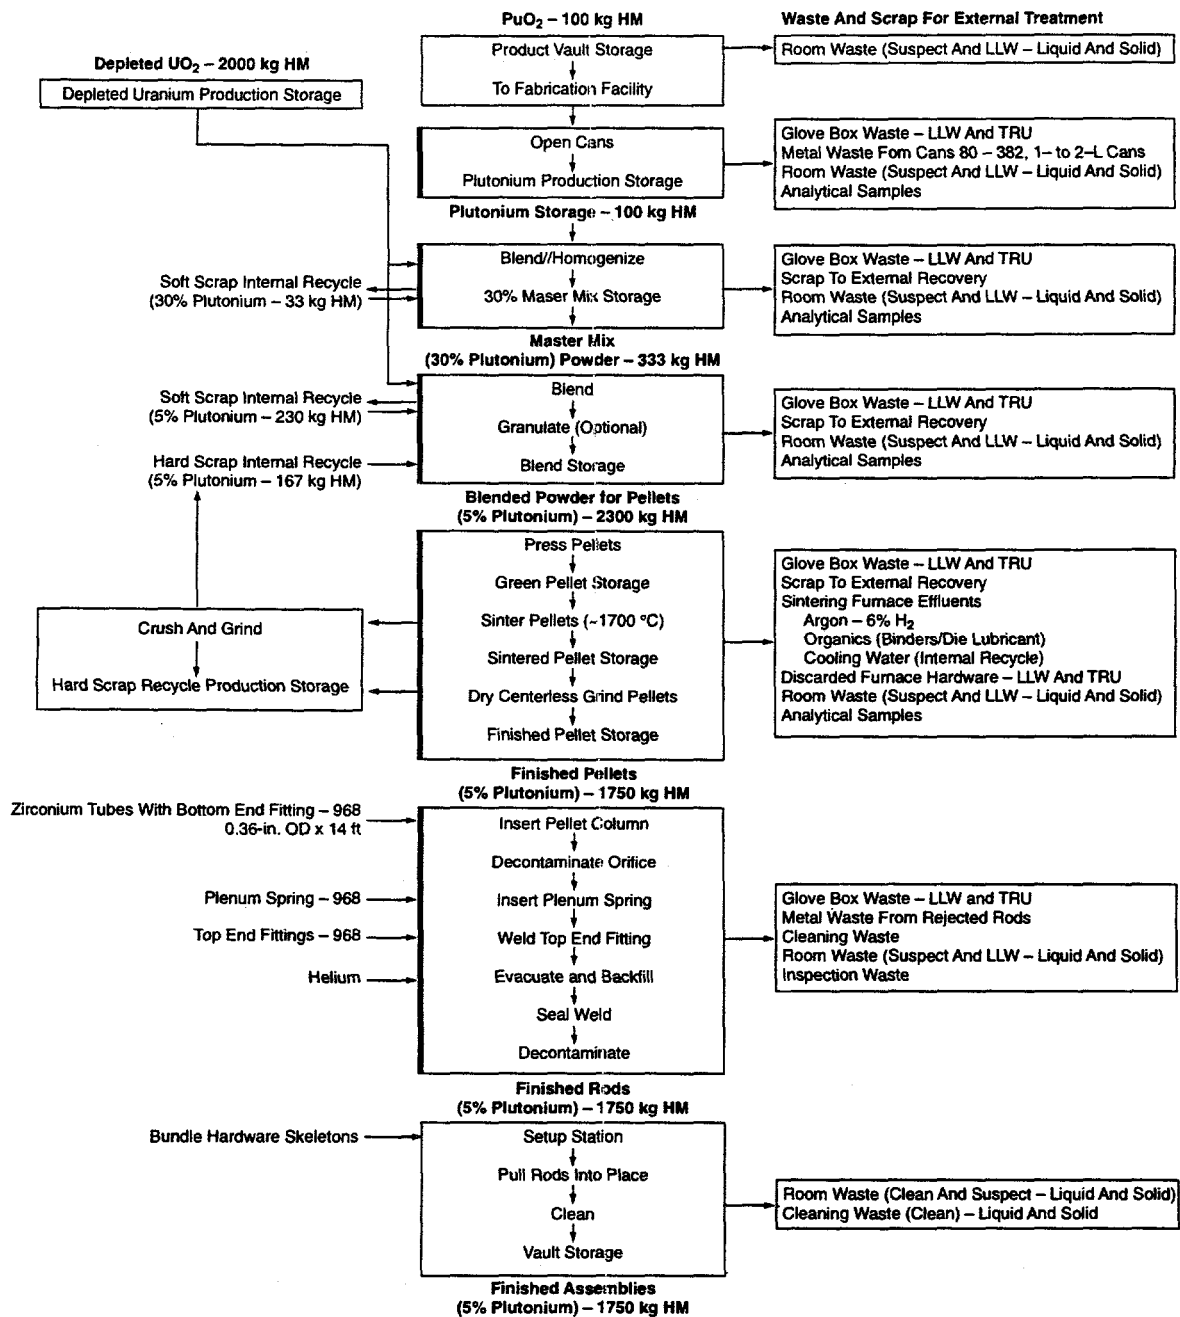 PuO₂ – 100 kg HM
Waste And Scrap For External Treatment
Product Vault Storage
To Fabrication Facility
Room Waste (Suspect And LLW – Liquid And Solid)
Depleted UO₂ – 2000 kg HM
Depleted Uranium Production Storage
Open Cans
Plutonium Production Storage
Glove Box Waste – LLW And TRU
Metal Waste Fom Cans 80 – 382, 1– to 2–L Cans
Room Waste (Suspect And LLW – Liquid And Solid)
Analytical Samples
Plutonium Storage – 100 kg HM
Soft Scrap Internal Recycle
(30% Plutonium – 33 kg HM)
Blend//Homogenize
30% Maser Mix Storage
Glove Box Waste – LLW And TRU
Scrap To External Recovery
Room Waste (Suspect And LLW – Liquid And Solid)
Analytical Samples
Master Mix
(30% Plutonium) Powder – 333 kg HM
Soft Scrap Internal Recycle
(5% Plutonium – 230 kg HM)
Hard Scrap Internal Recycle
(5% Plutonium – 167 kg HM)
Blend
Granulate (Optional)
Blend Storage
Glove Box Waste – LLW And TRU
Scrap To External Recovery
Room Waste (Suspect And LLW – Liquid And Solid)
Analytical Samples
Blended Powder for Pellets
(5% Plutonium) – 2300 kg HM
Crush And Grind
Hard Scrap Recycle Production Storage
Press Pellets
Green Pellet Storage
Sinter Pellets (~1700 °C)
Sintered Pellet Storage
Dry Centerless Grind Pellets
Finished Pellet Storage
Glove Box Waste – LLW And TRU
Scrap To External Recovery
Sintering Furnace Effluents
Argon – 6% H₂
Organics (Binders/Die Lubricant)
Cooling Water (Internal Recycle)
Discarded Furnace Hardware – LLW And TRU
Room Waste (Suspect And LLW – Liquid And Solid)
Analytical Samples
Finished Pellets
(5% Plutonium) – 1750 kg HM
Zirconium Tubes With Bottom End Fitting – 968
0.36-in. OD x 14 ft
Plenum Spring – 968
Top End Fittings – 968
Helium
Insert Pellet Column
Decontaminate Orifice
Insert Plenum Spring
Weld Top End Fitting
Evacuate and Backfill
Seal Weld
Decontaminate
Glove Box Waste – LLW and TRU
Metal Waste From Rejected Rods
Cleaning Waste
Room Waste (Suspect And LLW – Liquid And Solid)
Inspection Waste
Finished Rods
(5% Plutonium) – 1750 kg HM
Bundle Hardware Skeletons
Setup Station
Pull Rods Into Place
Clean
Vault Storage
Room Waste (Clean And Suspect – Liquid And Solid)
Cleaning Waste (Clean) – Liquid And Solid
Finished Assemblies
(5% Plutonium) – 1750 kg HM